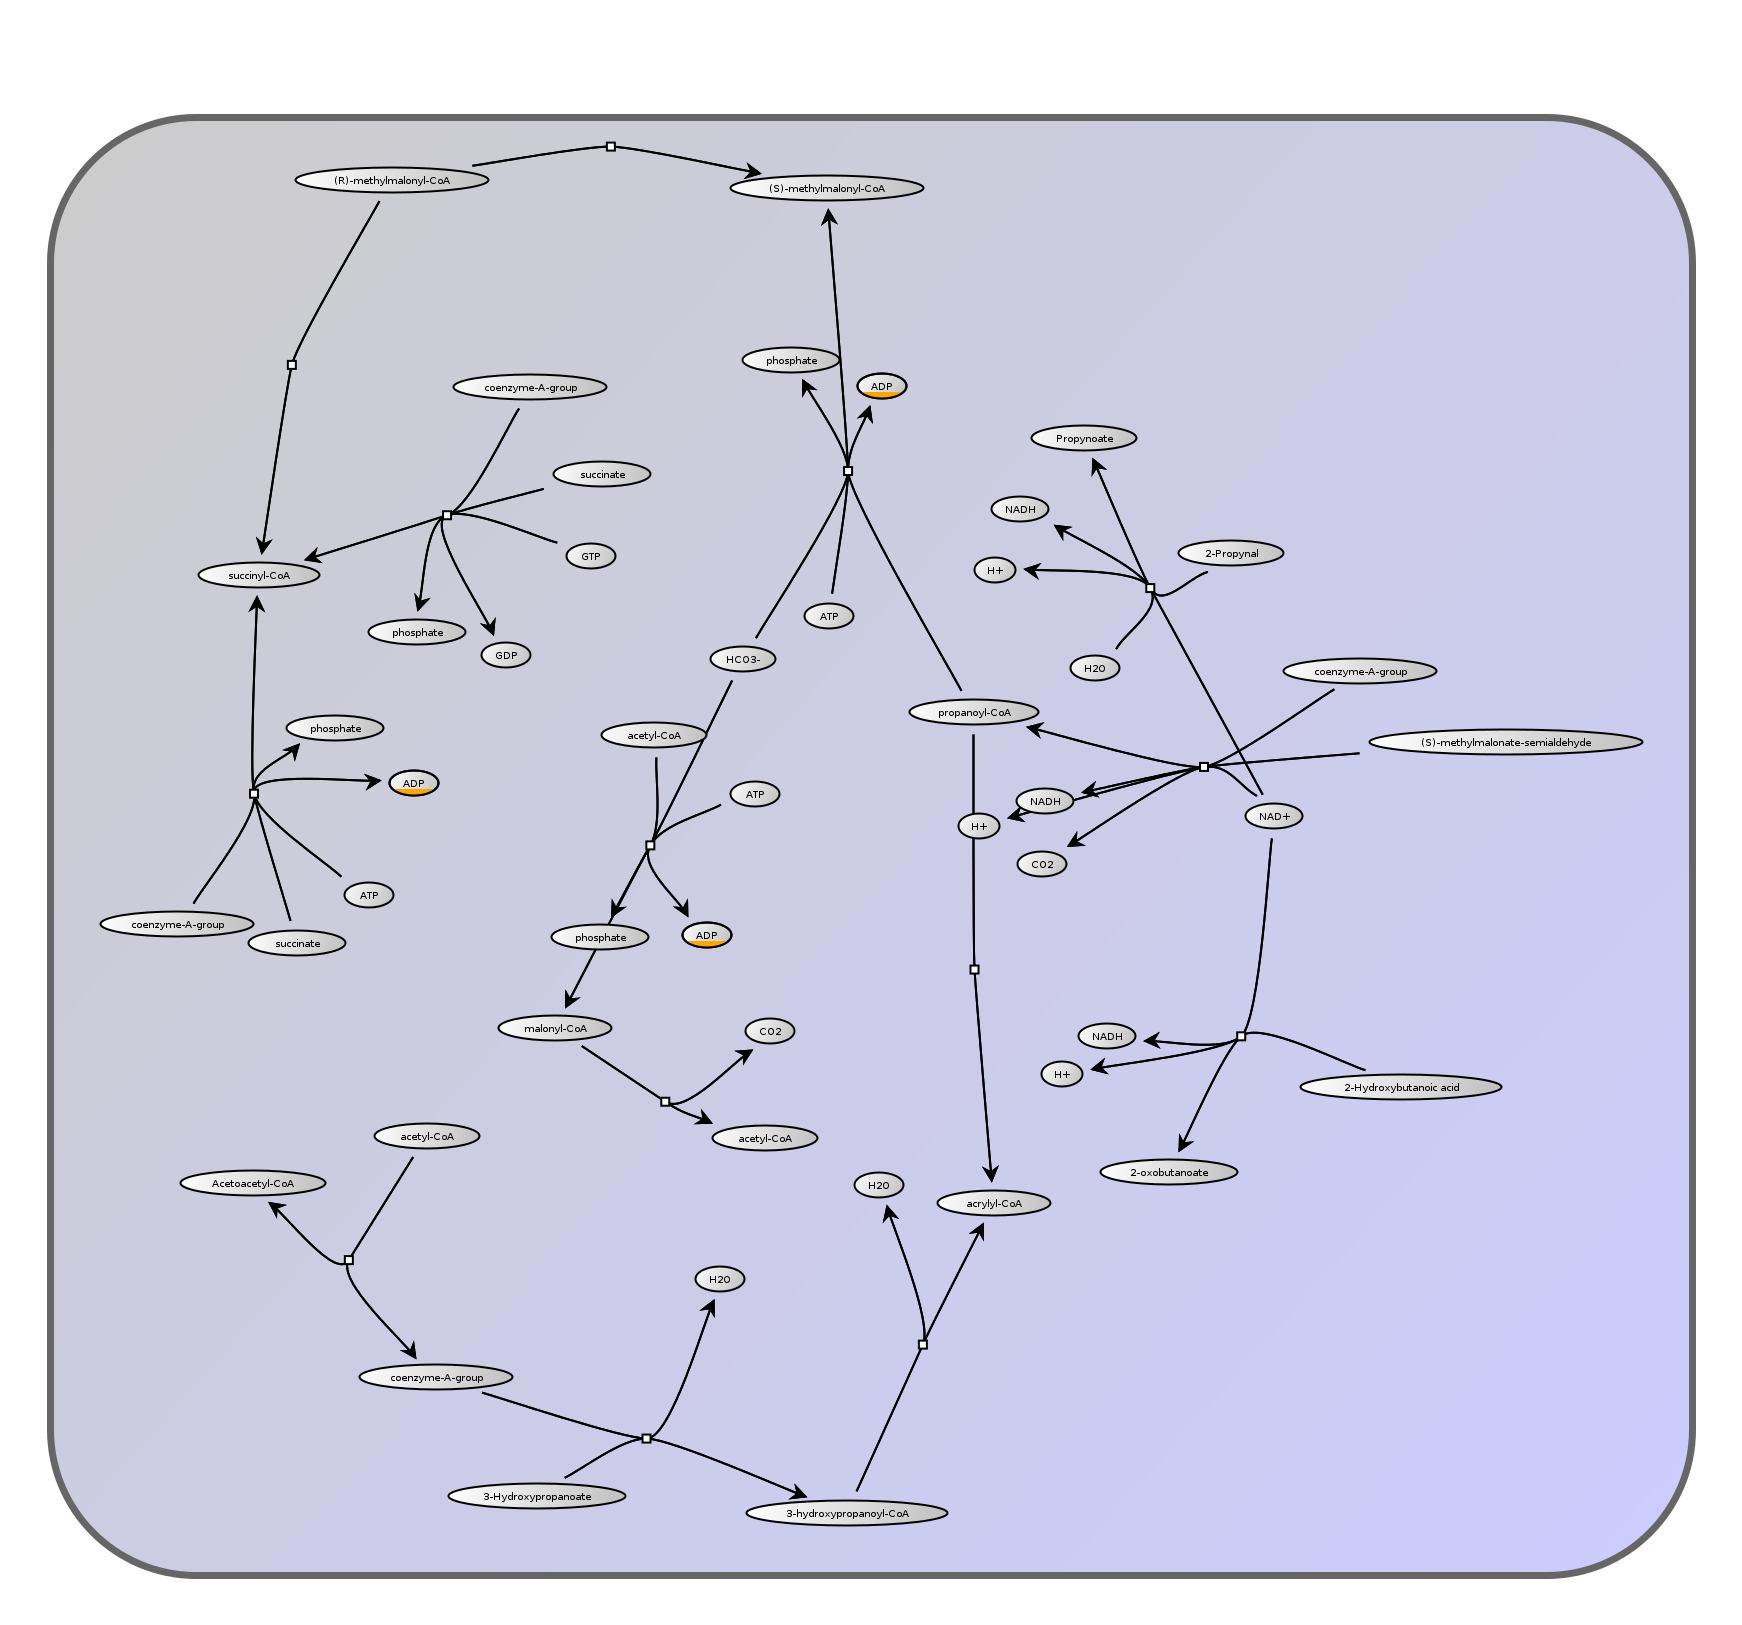 (R)-methylmalonyl-CoA
(S)-methylmalonyl-CoA
phosphate
coenzyme-A-group
ADP
Propynoate
succinate
NADH
2-Propynal
GTP
H+
succinyl-CoA
ATP
phosphate
GDP
HCO3-
H2O
coenzyme-A-group
propanoyl-CoA
phosphate
acetyl-CoA
(S)-methylmalonate-semialdehyde
ADP
ATP
NADH
NAD+
H+
CO2
ATP
coenzyme-A-group
succinate
phosphate
ADP
malonyl-CoA
CO2
NADH
H+
2-Hydroxybutanoic acid
acetyl-CoA
acetyl-CoA
2-oxobutanoate
Acetoacetyl-CoA
H2O
acrylyl-CoA
H2O
coenzyme-A-group
3-Hydroxypropanoate
3-hydroxypropanoyl-CoA